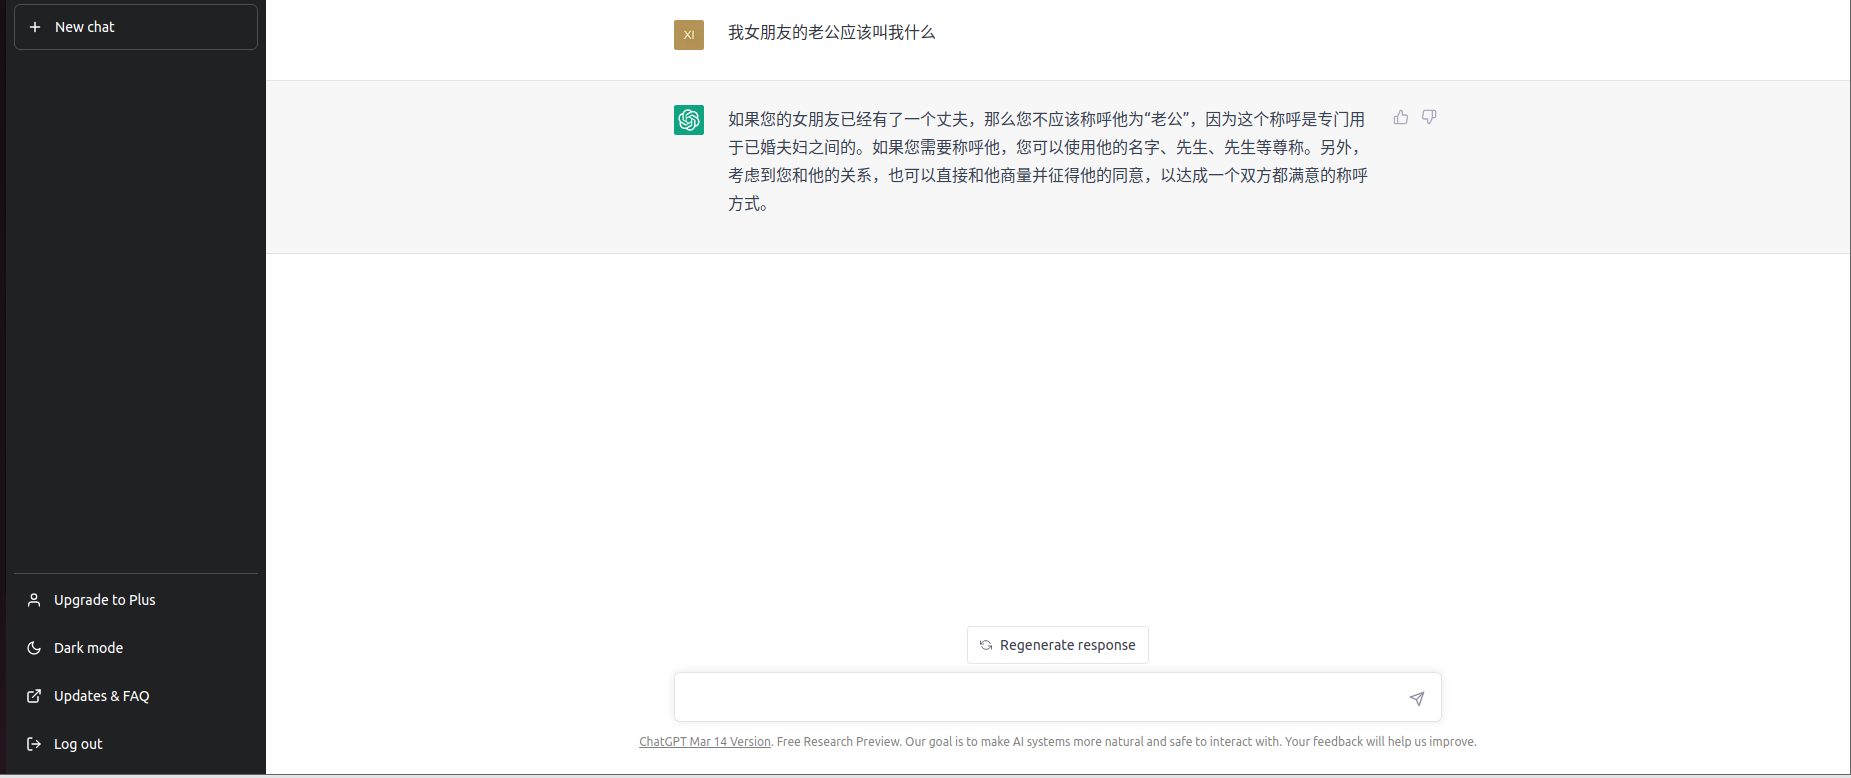 New chat
XI
我女朋友的老公应该叫我什么
如果您的女朋友已经有了一个丈夫，那么您不应该称呼他为“老公”，因为这个称呼是专门用
于已婚夫妇之间的。如果您需要称呼他，您可以使用他的名字、先生、先生等尊称。另外，
考虑到您和他的关系，也可以直接和他商量并征得他的同意，以达成一个双方都满意的称呼
方式。
Upgrade to Plus
Dark mode
Updates & FAQ
Log out
Regenerate response
ChatGPT Mar 14 Version. Free Research Preview. Our goal is to make AI systems more natural and safe to interact with. Your feedback will help us improve.